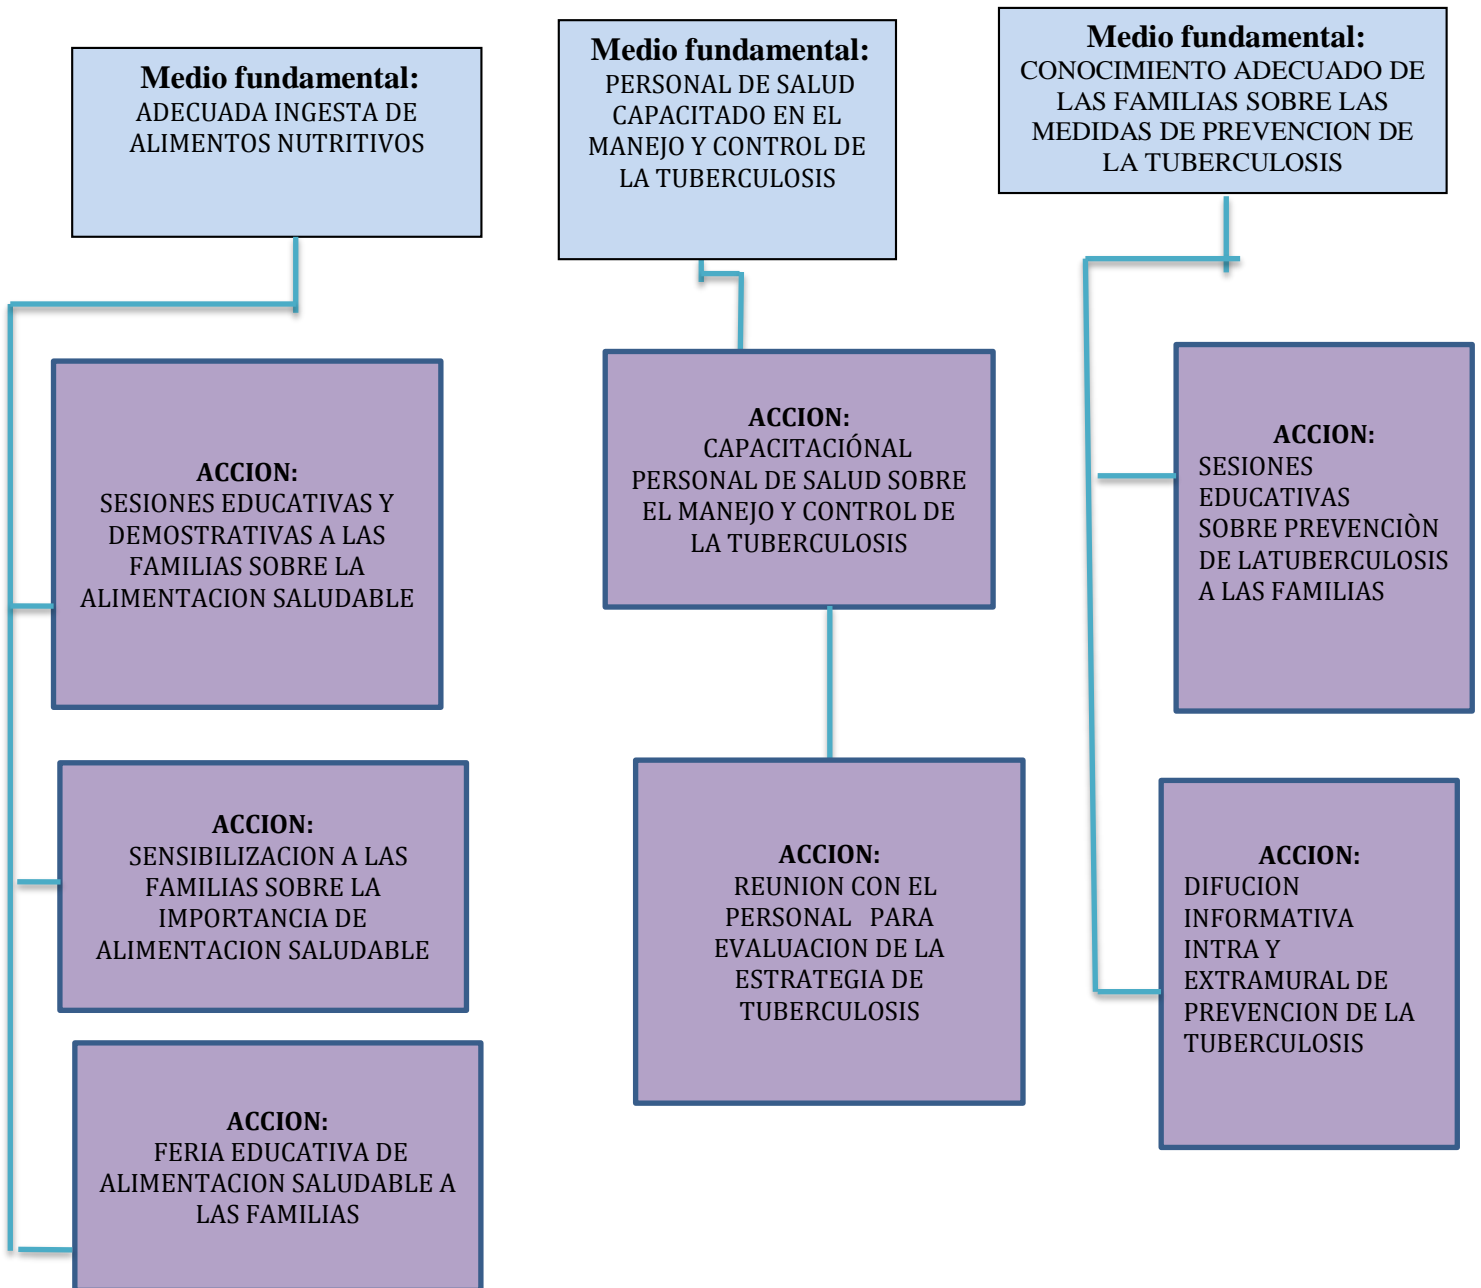 Medio fundamental:
ADECUADA INGESTA DE
ALIMENTOS NUTRITIVOS
ACCION:
SESIONES EDUCATIVAS Y
DEMOSTRATIVAS A LAS
FAMILIAS SOBRE LA
ALIMENTACION SALUDABLE
ACCION:
SENSIBILIZACION A LAS
FAMILIAS SOBRE LA
IMPORTANCIA DE
ALIMENTACION SALUDABLE
ACCION:
FERIA EDUCATIVA DE
ALIMENTACION SALUDABLE A
LAS FAMILIAS
Medio fundamental:
PERSONAL DE SALUD
CAPACITADO EN EL
MANEJO Y CONTROL DE
LA TUBERCULOSIS
ACCION:
CAPACITACIÓNAL
PERSONAL DE SALUD SOBRE
EL MANEJO Y CONTROL DE
LA TUBERCULOSIS
ACCION:
REUNION CON EL
PERSONAL PARA
EVALUACION DE LA
ESTRATEGIA DE
TUBERCULOSIS
Medio fundamental:
CONOCIMIENTO ADECUADO DE
LAS FAMILIAS SOBRE LAS
MEDIDAS DE PREVENCION DE
LA TUBERCULOSIS
ACCION:
SESIONES
EDUCATIVAS
SOBRE PREVENCIÒN
DE LATUBERCULOSIS
A LAS FAMILIAS
ACCION:
DIFUCION
INFORMATIVA
INTRA Y
EXTRAMURAL DE
PREVENCION DE LA
TUBERCULOSIS